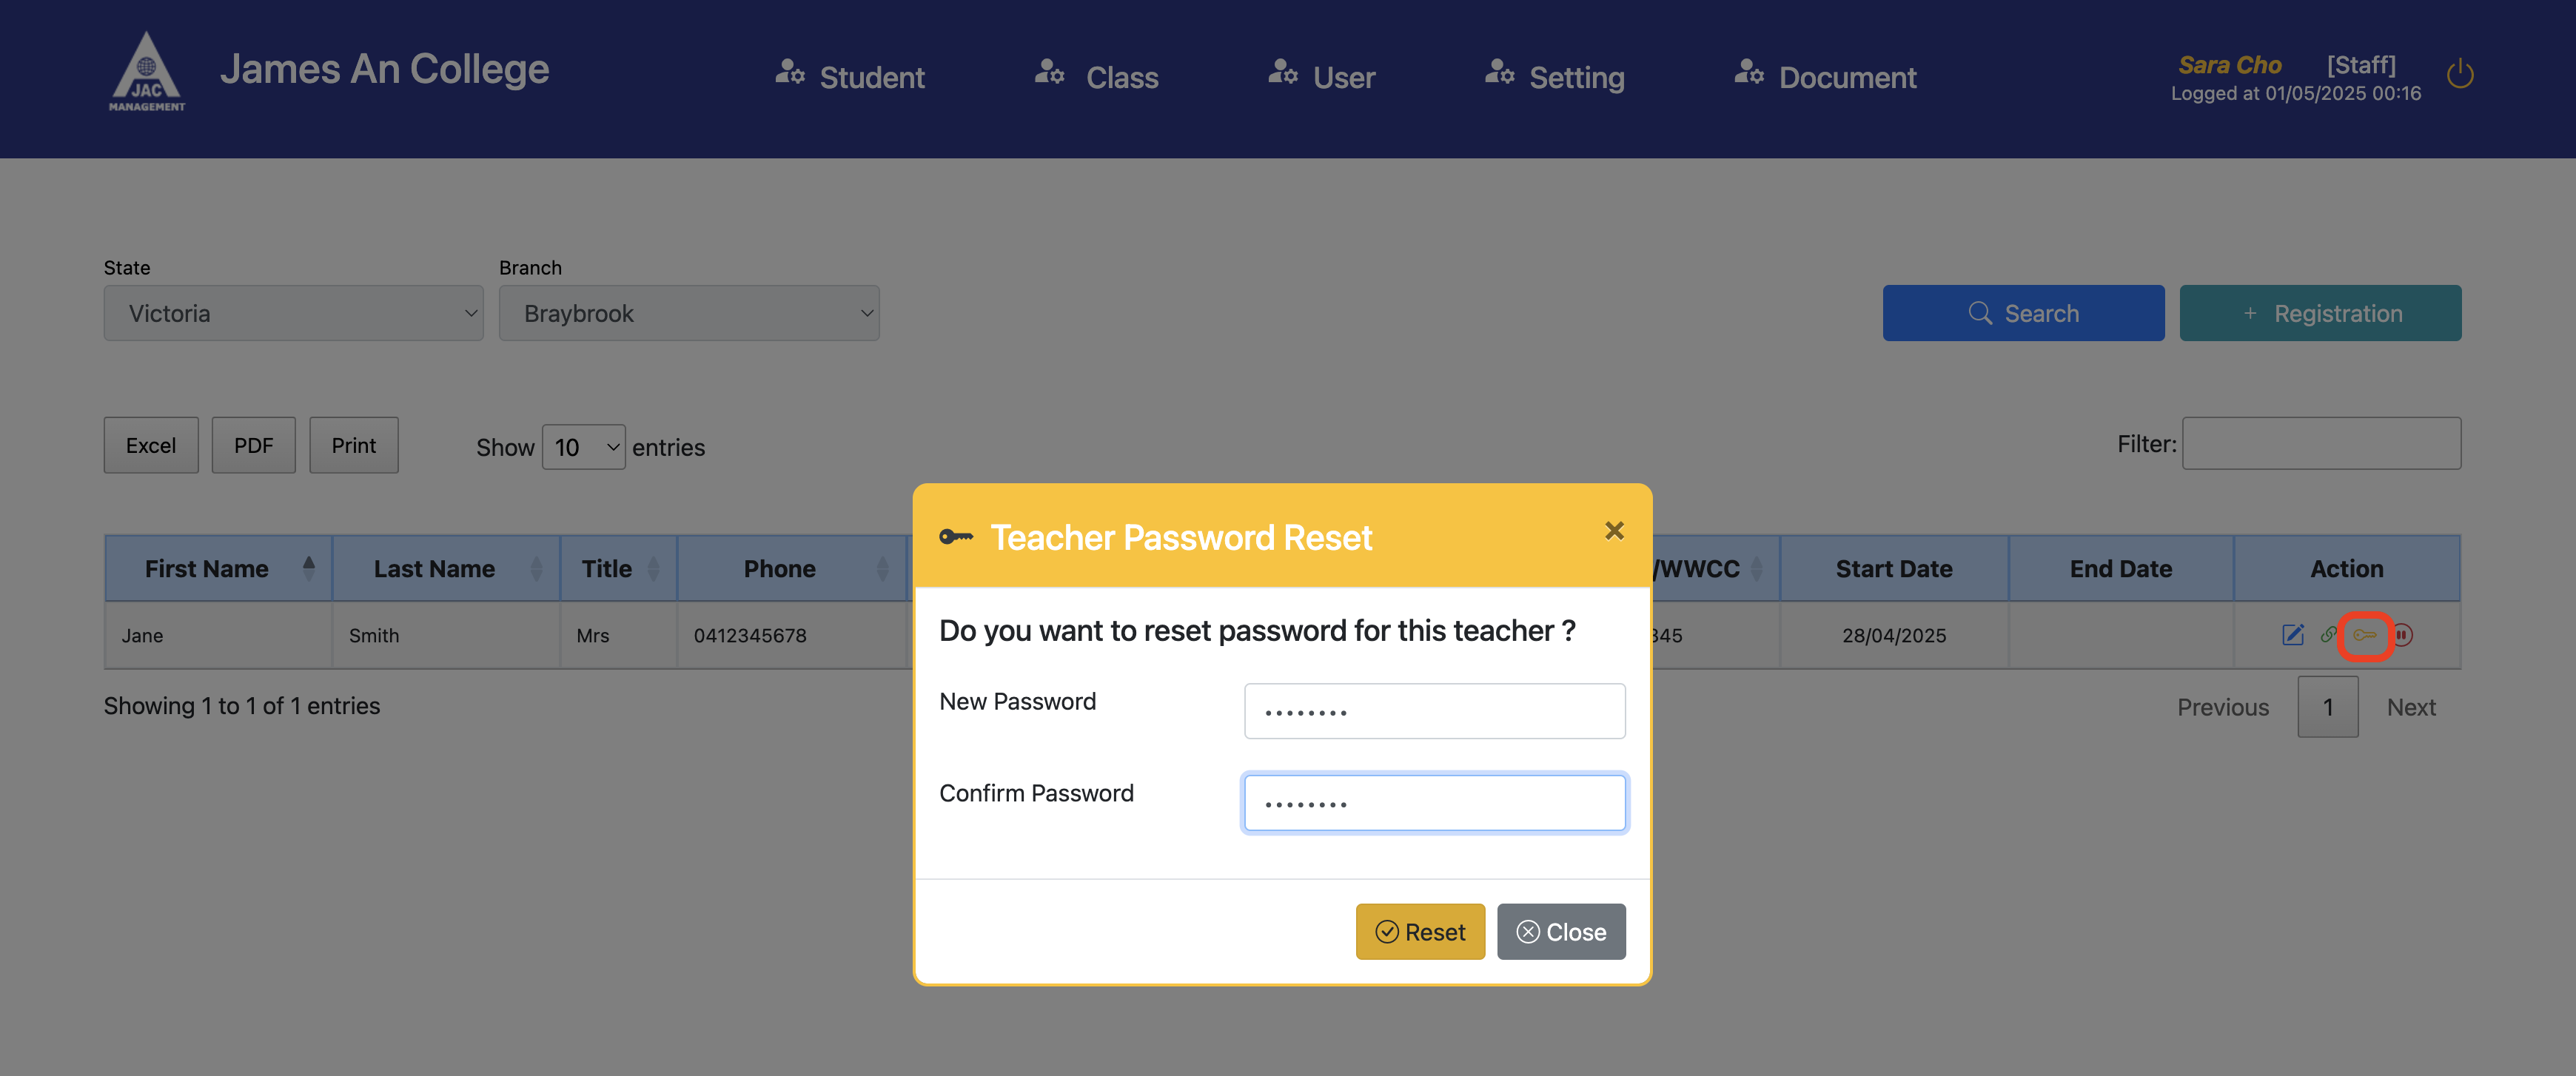 James An College
JAC
MANAGEMENT
Student
Class
User
Setting
Document
Sara Cho [Staff]
Logged at 01/05/2025 00:16
State
Branch
Victoria
Braybrook
Search
+ Registration
Excel
PDF
Print
Show 10 entries
Filter:
Teacher Password Reset ×
First Name
Last Name
Title
Phone
/WWCC
Start Date
End Date
Action
Jane
Smith
Mrs
0412345678
345
28/04/2025
Do you want to reset password for this teacher ?
Showing 1 to 1 of 1 entries
Previous
1
Next
New Password
••••••••
Confirm Password
••••••••
Reset
Close